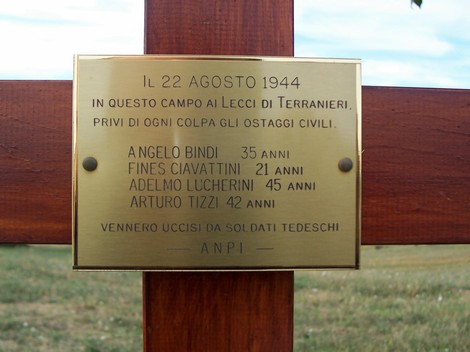 IL 22 AGOSTO 1944
IN QUESTO CAMPO AI LECCI DI TERRANIERI,
PRIVI DI OGNI COLPA GLI OSTAGGI CIVILI.
ANGELO BINDI 35 ANNI
FINES CIAVATTINI 21 ANNI
ADELMO LUCHERINI 45 ANNI
ARTURO TIZZI 42 ANNI
VENNERO UCCISI DA SOLDATI TEDESCHI
— ANPI —